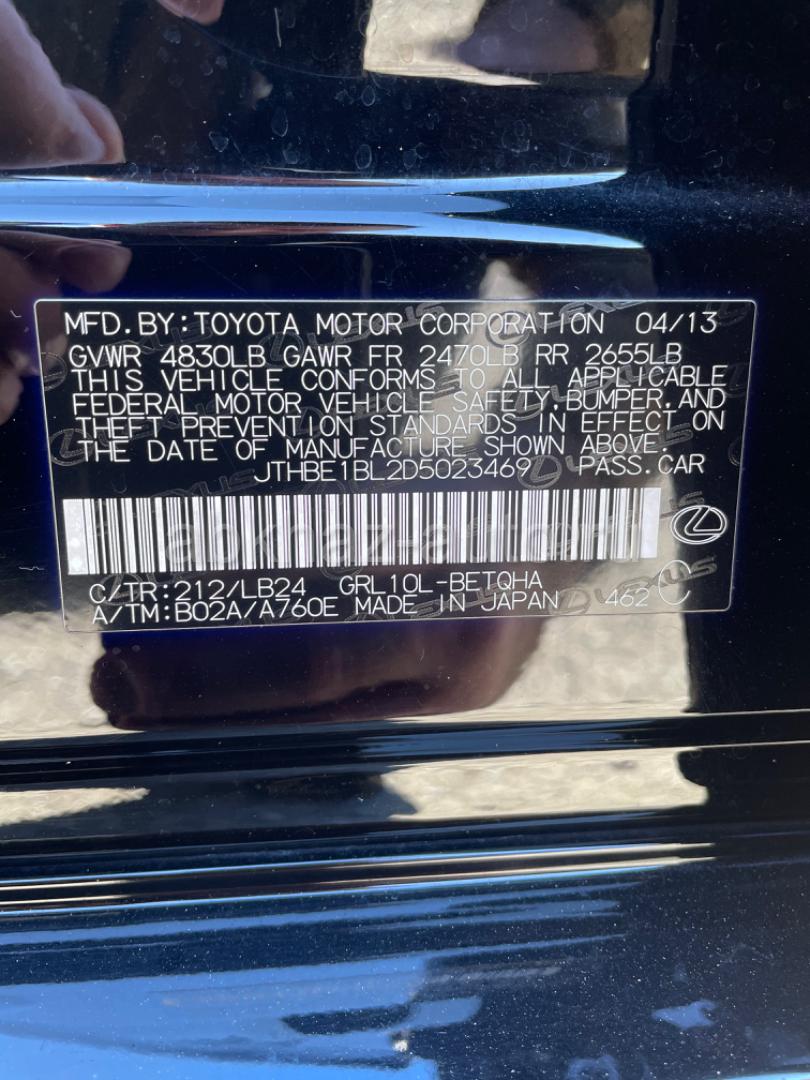 MFD.BY:TOYOTA MOTOR CORPORATION 04/13
GVWR 4830LB GAWR FR 2470LB RR 2655LB
THIS VEHICLE CONFORMS TO ALL APPLICABLE
FEDERAL MOTOR VEHICLE SAFETY,BUMPER,AND
THEFT PREVENTION STANDARDS IN EFFECT ON
THE DATE OF MANUFACTURE SHOWN ABOVE.
JTHBE1BL2D5023469 PASS.CAR
C/TR:212/LB24 GRL10L-BETQHA
A/TM:B02A/A760E MADE IN JAPAN 462 C
LEXUS